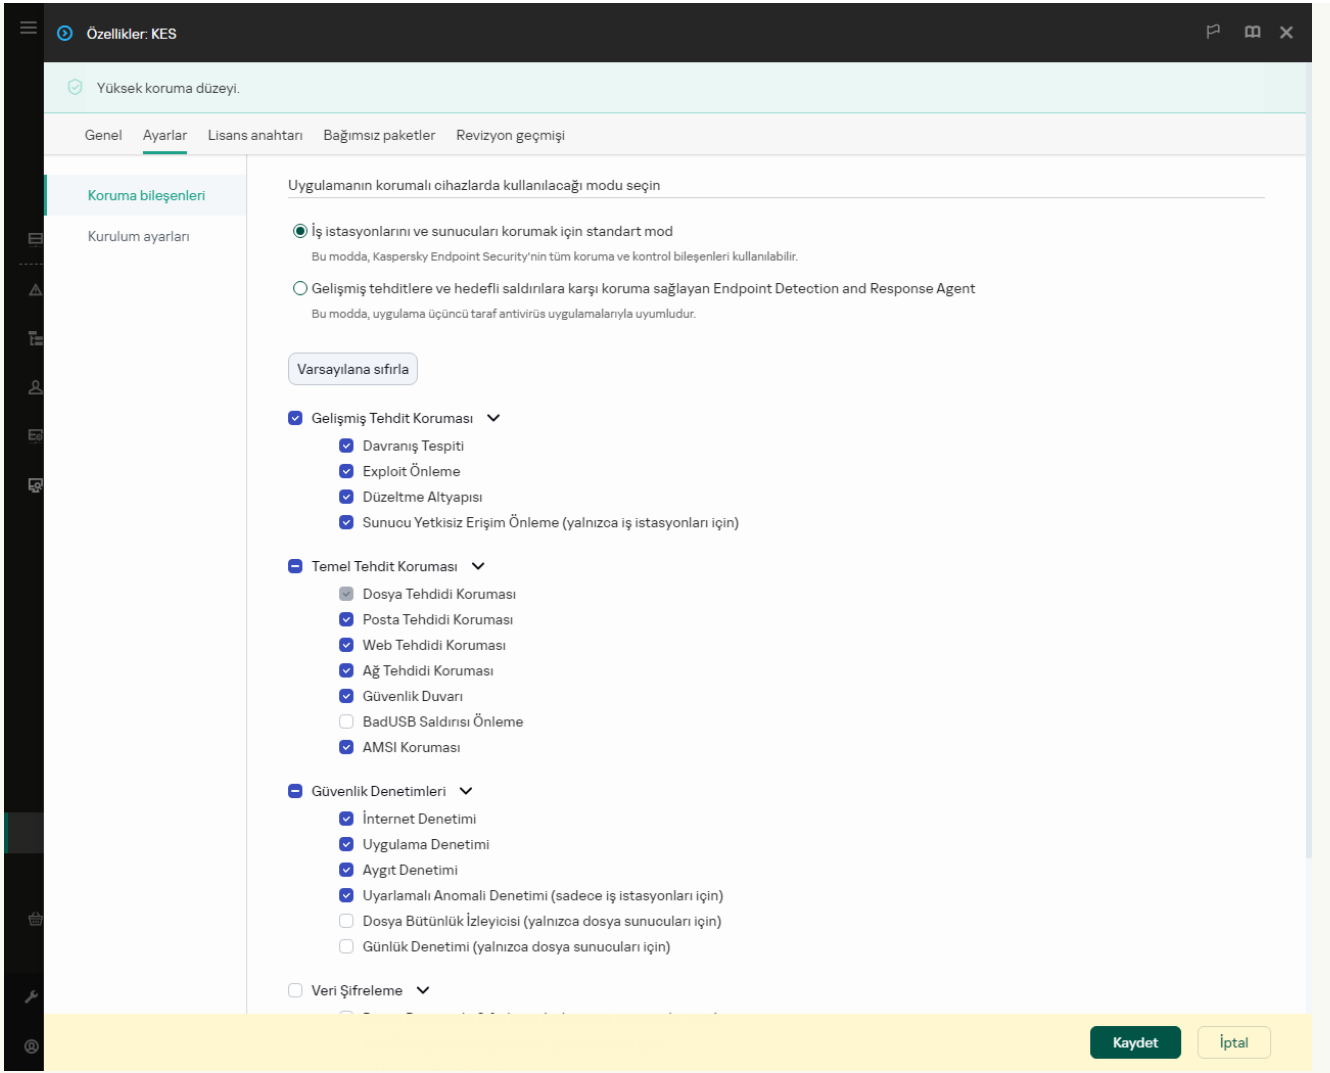 Özellikler: KES
Yüksek koruma düzeyi.
Genel Ayarlar Lisans anahtarı Bağımsız paketler Revizyon geçmişi
Koruma bileşenleri
Kurulum ayarları
Uygulamanın korumalı cihazlarda kullanılacağı modu seçin
İş istasyonlarını ve sunucuları korumak için standart mod
Bu modda, Kaspersky Endpoint Security'nin tüm koruma ve kontrol bileşenleri kullanılabilir.
Gelişmiş tehditlere ve hedefli saldırılara karşı koruma sağlayan Endpoint Detection and Response Agent
Bu modda, uygulama üçüncü taraf antivirüs uygulamalarıyla uyumludur.
Varsayılana sıfırla
Gelişmiş Tehdit Koruması
Davranış Tespiti
Exploit Önleme
Düzeltme Altyapısı
Sunucu Yetkisiz Erişim Önleme (yalnızca iş istasyonları için)
Temel Tehdit Koruması
Dosya Tehdidi Koruması
Posta Tehdidi Koruması
Web Tehdidi Koruması
Ağ Tehdidi Koruması
Güvenlik Duvarı
BadUSB Saldırısı Önleme
AMSI Koruması
Güvenlik Denetimleri
İnternet Denetimi
Uygulama Denetimi
Aygıt Denetimi
Uyarlamalı Anomali Denetimi (sadece iş istasyonları için)
Dosya Bütünlük İzleyicisi (yalnızca dosya sunucuları için)
Günlük Denetimi (yalnızca dosya sunucuları için)
Veri Şifreleme
Kaydet İptal